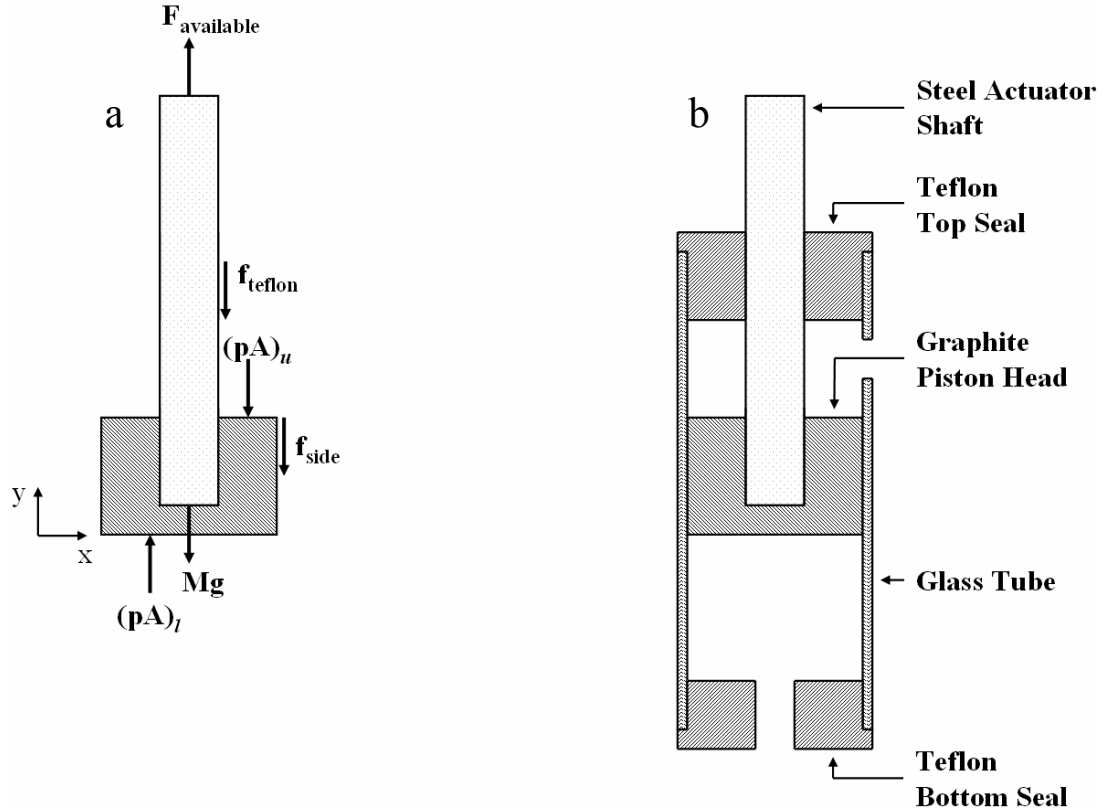 F_available
a
f_teflon
(pA)_u
f_side
y
x
Mg
(pA)_l
b
Steel Actuator
Shaft
Teflon
Top Seal
Graphite
Piston Head
Glass Tube
Teflon
Bottom Seal